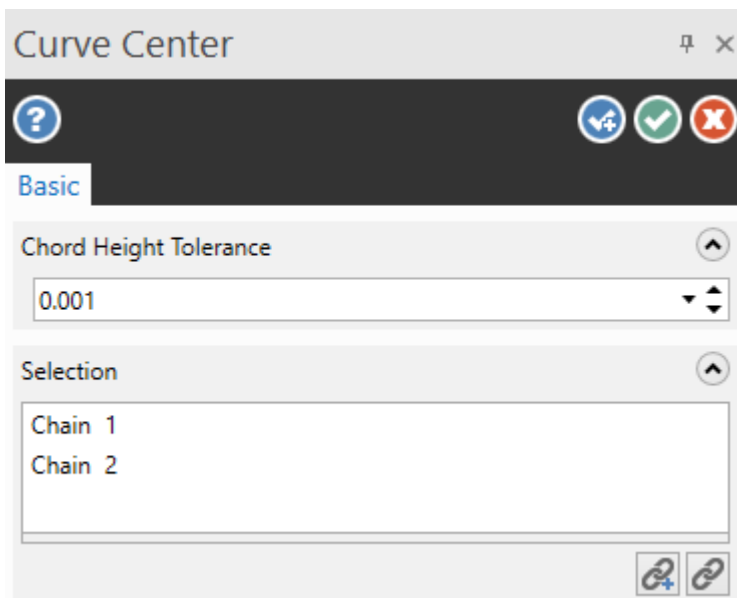 Curve Center
Basic
Chord Height Tolerance
0.001
Selection
Chain 1
Chain 2